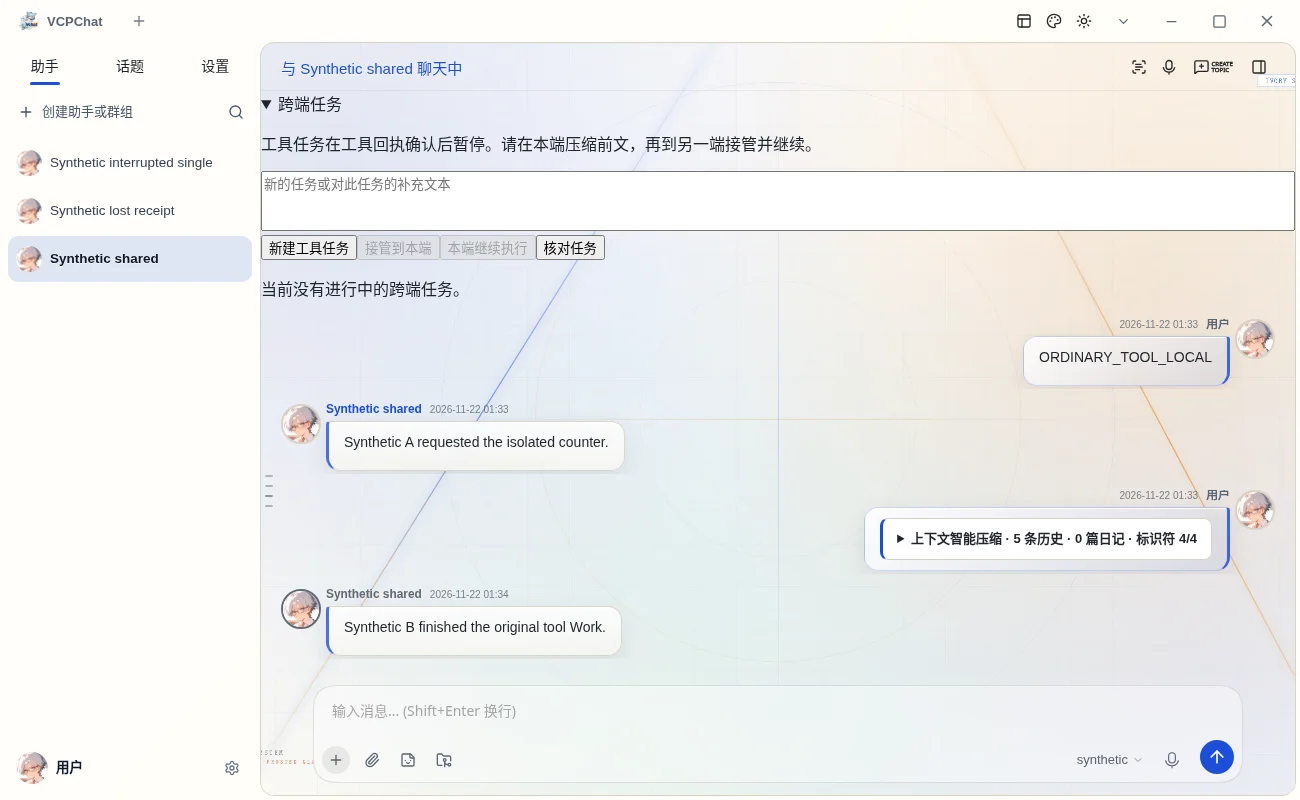 VCPChat
助手 话题 设置
创建助手或群组
Synthetic interrupted single
Synthetic lost receipt
Synthetic shared
用户
与 Synthetic shared 聊天中
CREATE TOPIC
▼ 跨端任务
工具任务在工具回执确认后暂停。请在本端压缩前文，再到另一端接管并继续。
新的任务或对此任务的补充文本
新建工具任务 接管到本端 本端继续执行 核对任务
当前没有进行中的跨端任务。
2026-11-22 01:33 用户
ORDINARY_TOOL_LOCAL
Synthetic shared 2026-11-22 01:33
Synthetic A requested the isolated counter.
2026-11-22 01:33 用户
▶ 上下文智能压缩 · 5 条历史 · 0 篇日记 · 标识符 4/4
Synthetic shared 2026-11-22 01:34
Synthetic B finished the original tool Work.
输入消息... (Shift+Enter 换行)
synthetic